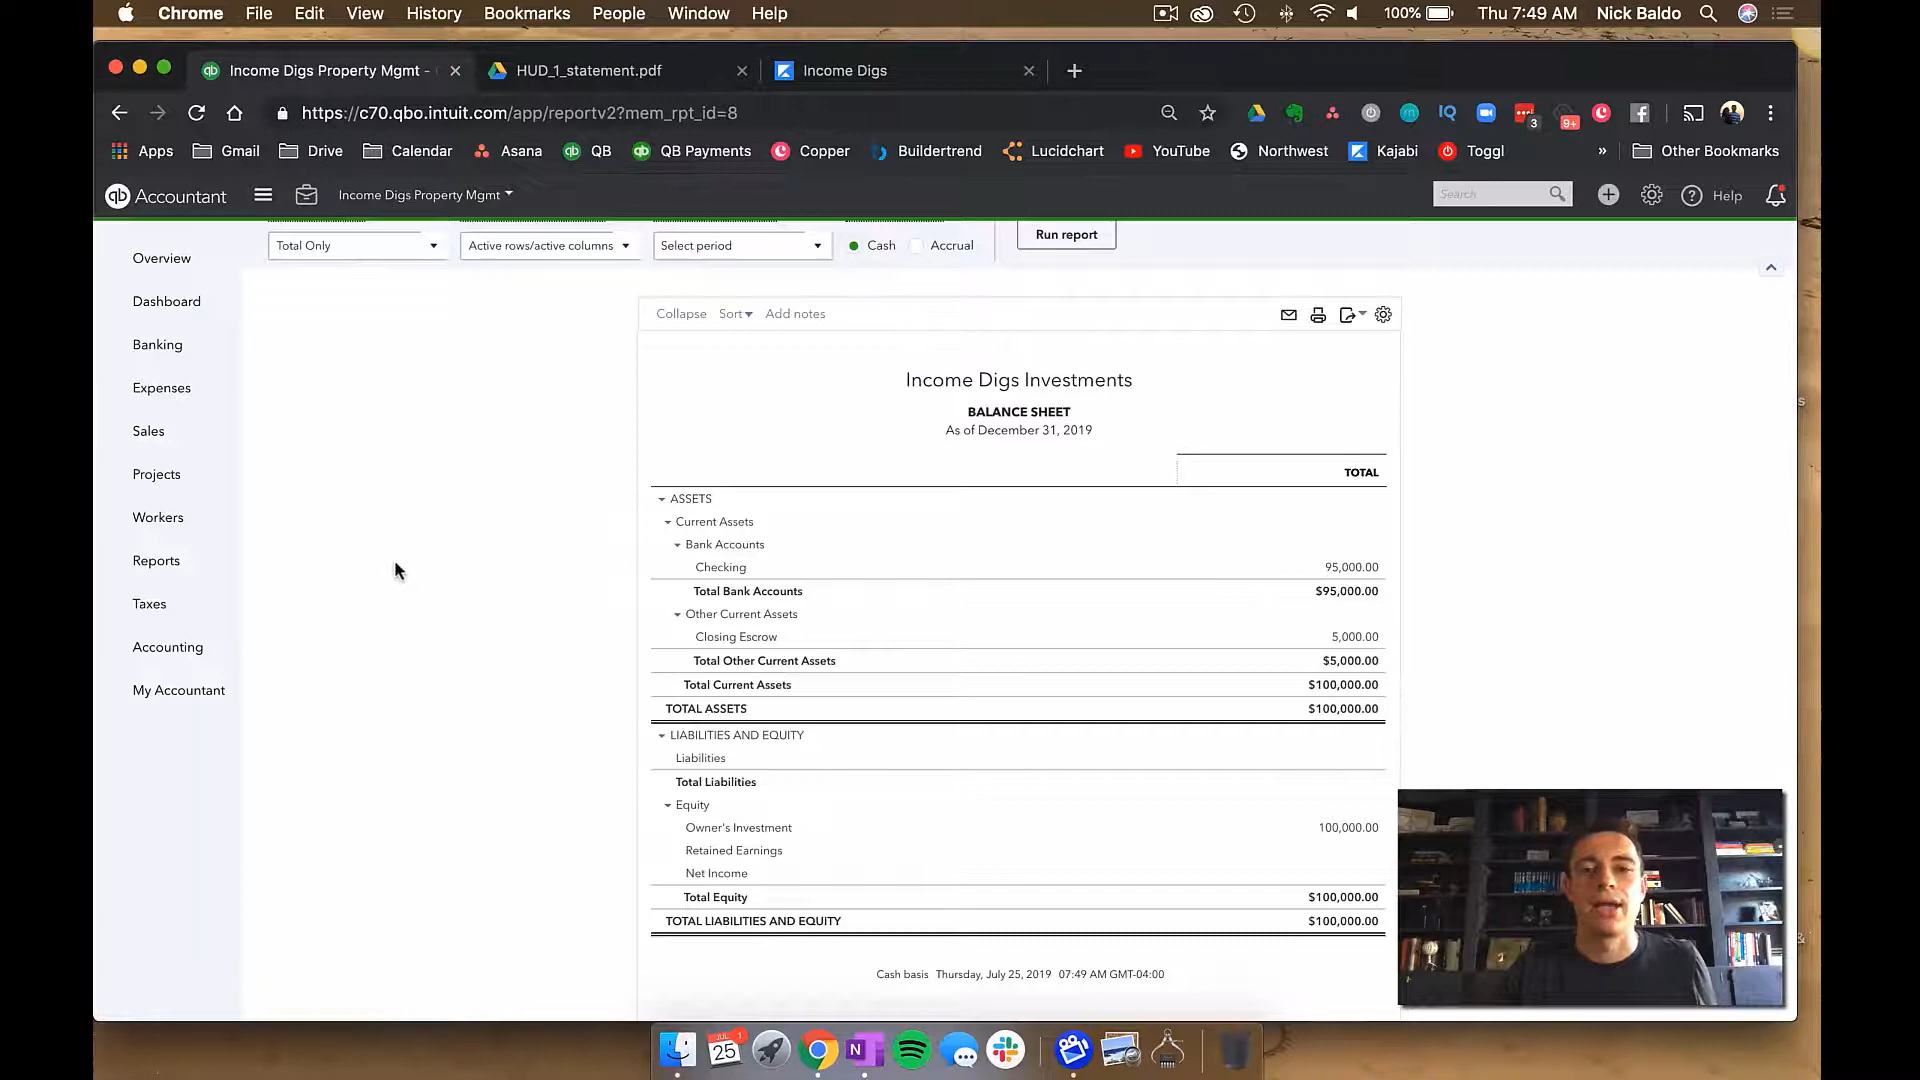 Chrome File Edit View History Bookmarks People Window Help 100% Thu 7:49 AM Nick Baldo
Income Digs Property Mgmt - HUD_1_statement.pdf Income Digs
https://c70.qbo.intuit.com/app/reportv2?mem_rpt_id=8 3 9+
Apps Gmail Drive Calendar Asana QB QB Payments Copper Buildertrend Lucidchart YouTube Northwest Kajabi Toggl » Other Bookmarks
qb Accountant Income Digs Property Mgmt Search Help
Total Only Active rows/active columns Select period Cash Accrual Run report
Overview
Dashboard
Banking
Expenses
Sales
Projects
Workers
Reports
Taxes
Accounting
My Accountant
Collapse Sort Add notes
Income Digs Investments
BALANCE SHEET
As of December 31, 2019
TOTAL
ASSETS
Current Assets
Bank Accounts
Checking 95,000.00
Total Bank Accounts $95,000.00
Other Current Assets
Closing Escrow 5,000.00
Total Other Current Assets $5,000.00
Total Current Assets $100,000.00
TOTAL ASSETS $100,000.00
LIABILITIES AND EQUITY
Liabilities
Total Liabilities
Equity
Owner's Investment 100,000.00
Retained Earnings
Net Income
Total Equity $100,000.00
TOTAL LIABILITIES AND EQUITY $100,000.00
Cash basis Thursday, July 25, 2019 07:49 AM GMT-04:00
JUL 25 1